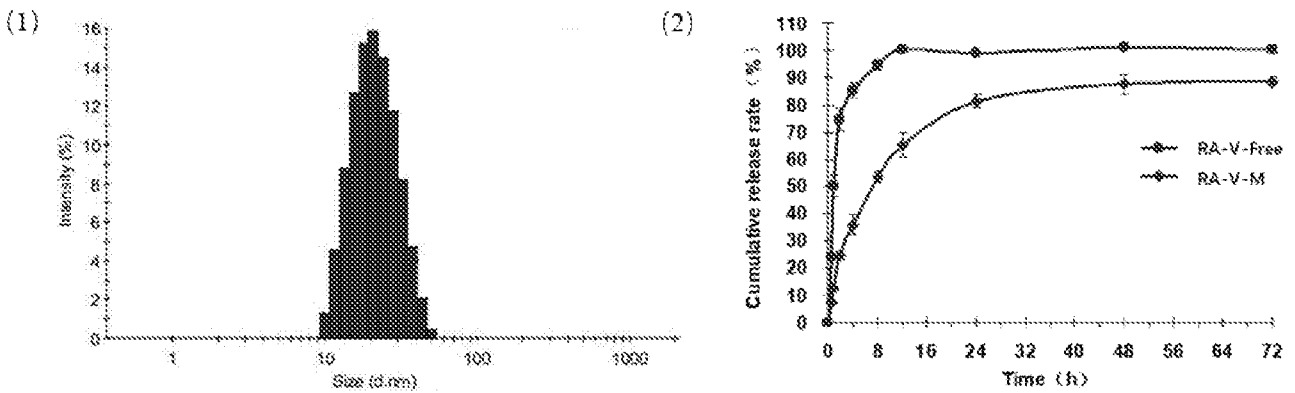 (1)
16
14
12
10
8
6
4
2
0
Intensity (%)
1 10 100 1000
Size (d.nm)
(2)
110
100
90
80
70
60
50
40
30
20
10
0
Cumulative release rate (%)
RA-V-Free
RA-V-M
0 8 16 24 32 40 48 56 64 72
Time (h)